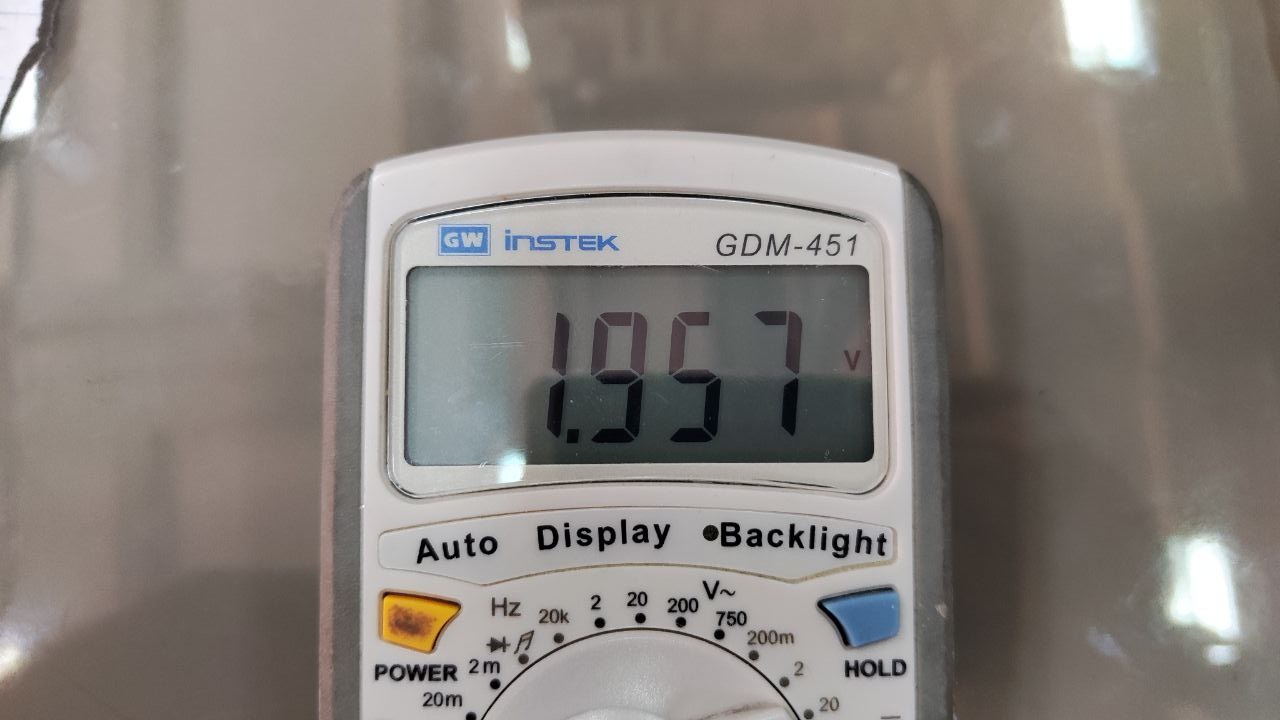 GW INSTEK GDM-451
1.957 V
Auto Display Backlight
Hz 20k 2 20 200 V~ 750 200m 2 20
2m
20m
POWER HOLD